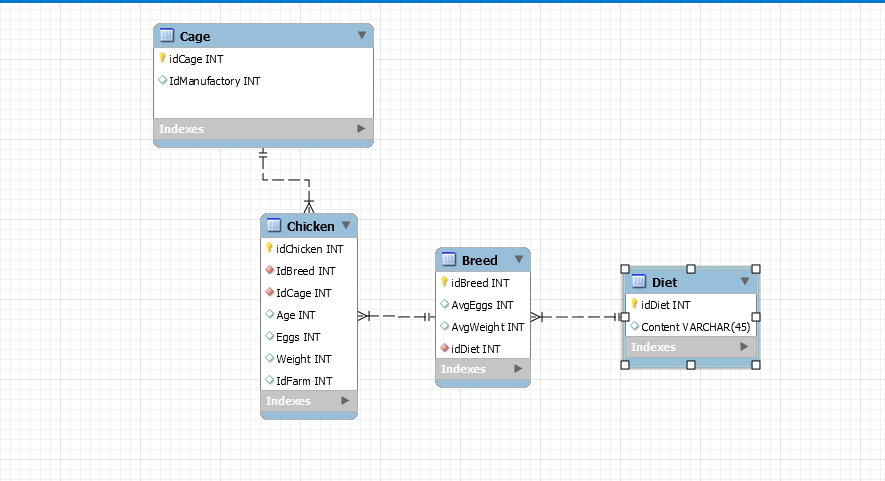 Cage
idCage INT
IdManufactory INT
Indexes
Chicken
idChicken INT
IdBreed INT
IdCage INT
Age INT
Eggs INT
Weight INT
IdFarm INT
Indexes
Breed
idBreed INT
AvgEggs INT
AvgWeight INT
idDiet INT
Indexes
Diet
idDiet INT
Content VARCHAR(45)
Indexes